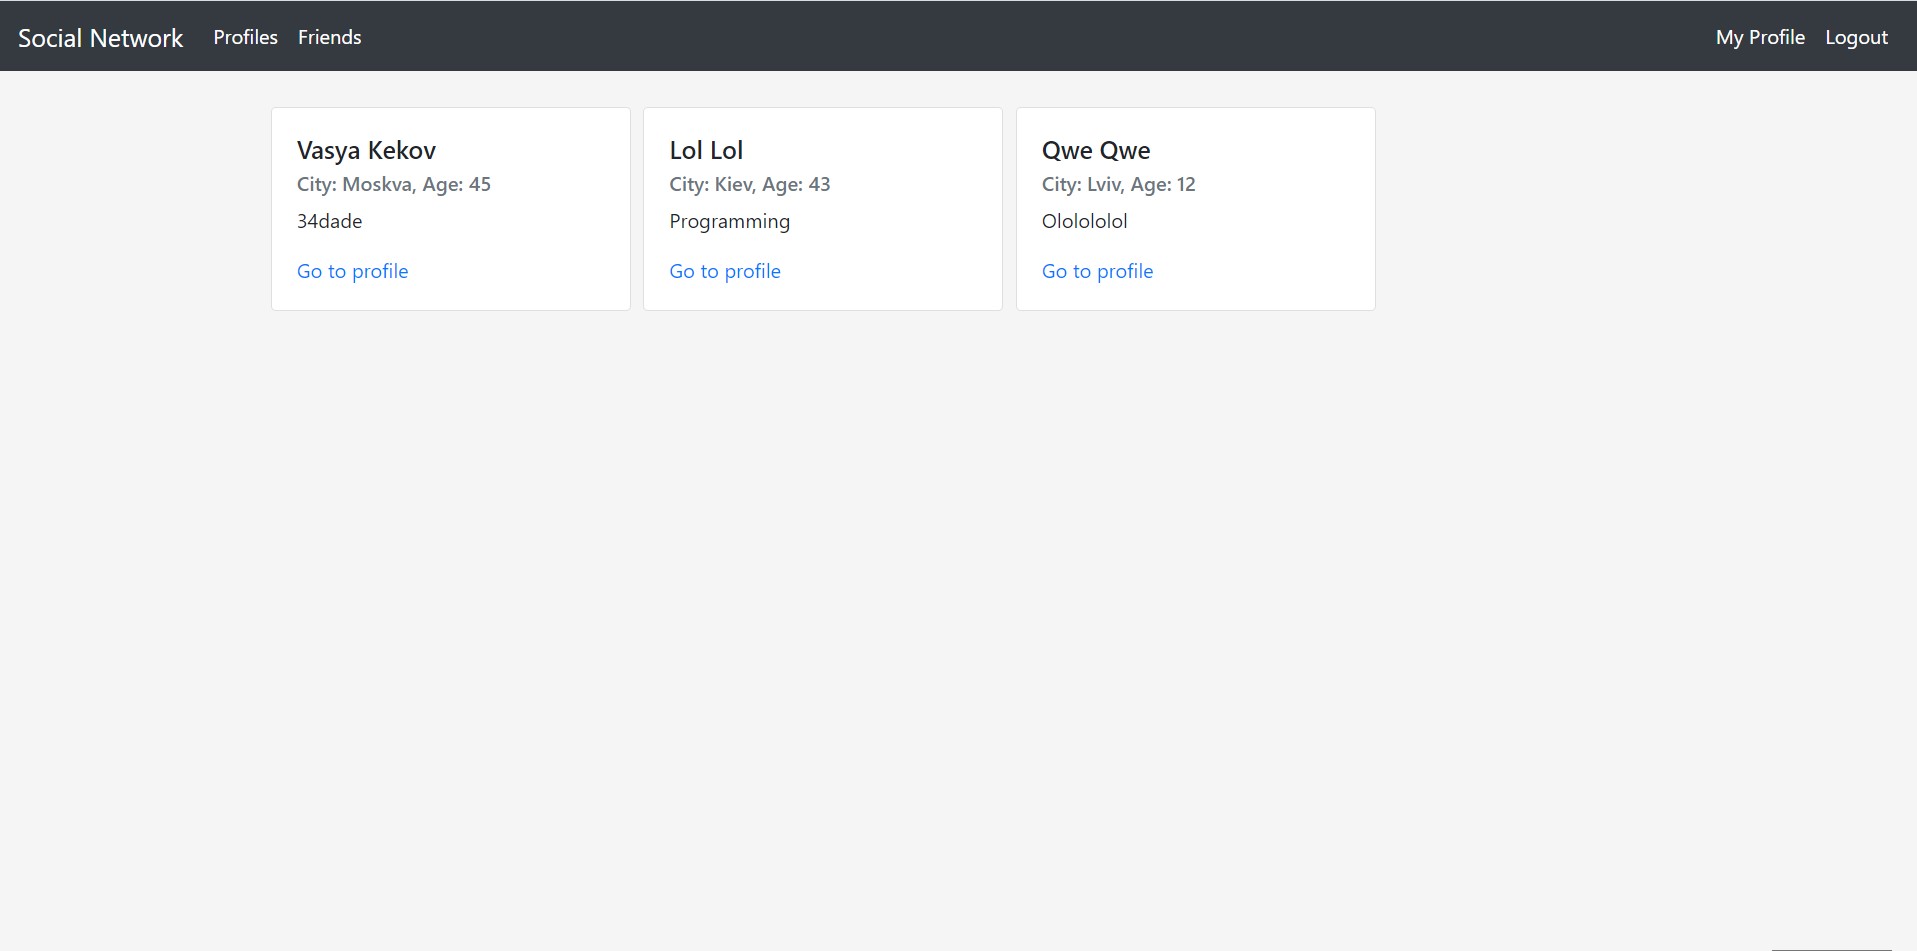 Social Network Profiles Friends My Profile Logout
Vasya Kekov
City: Moskva, Age: 45
34dade
Go to profile
Lol Lol
City: Kiev, Age: 43
Programming
Go to profile
Qwe Qwe
City: Lviv, Age: 12
Ololololol
Go to profile